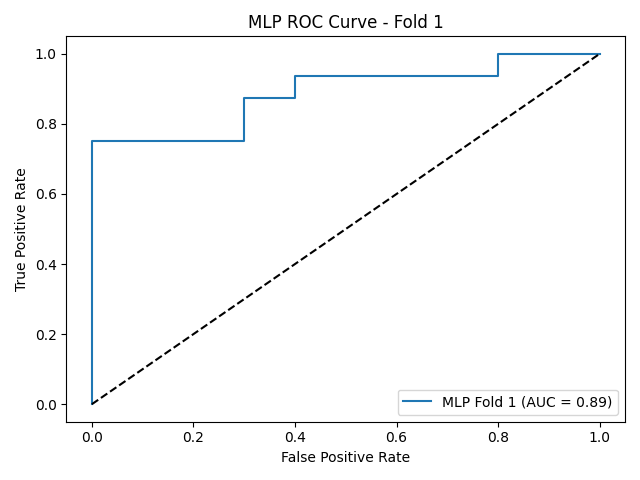 MLP ROC Curve - Fold 1
1.0
0.8
0.6
0.4
0.2
0.0
True Positive Rate
MLP Fold 1 (AUC = 0.89)
0.0 0.2 0.4 0.6 0.8 1.0
False Positive Rate